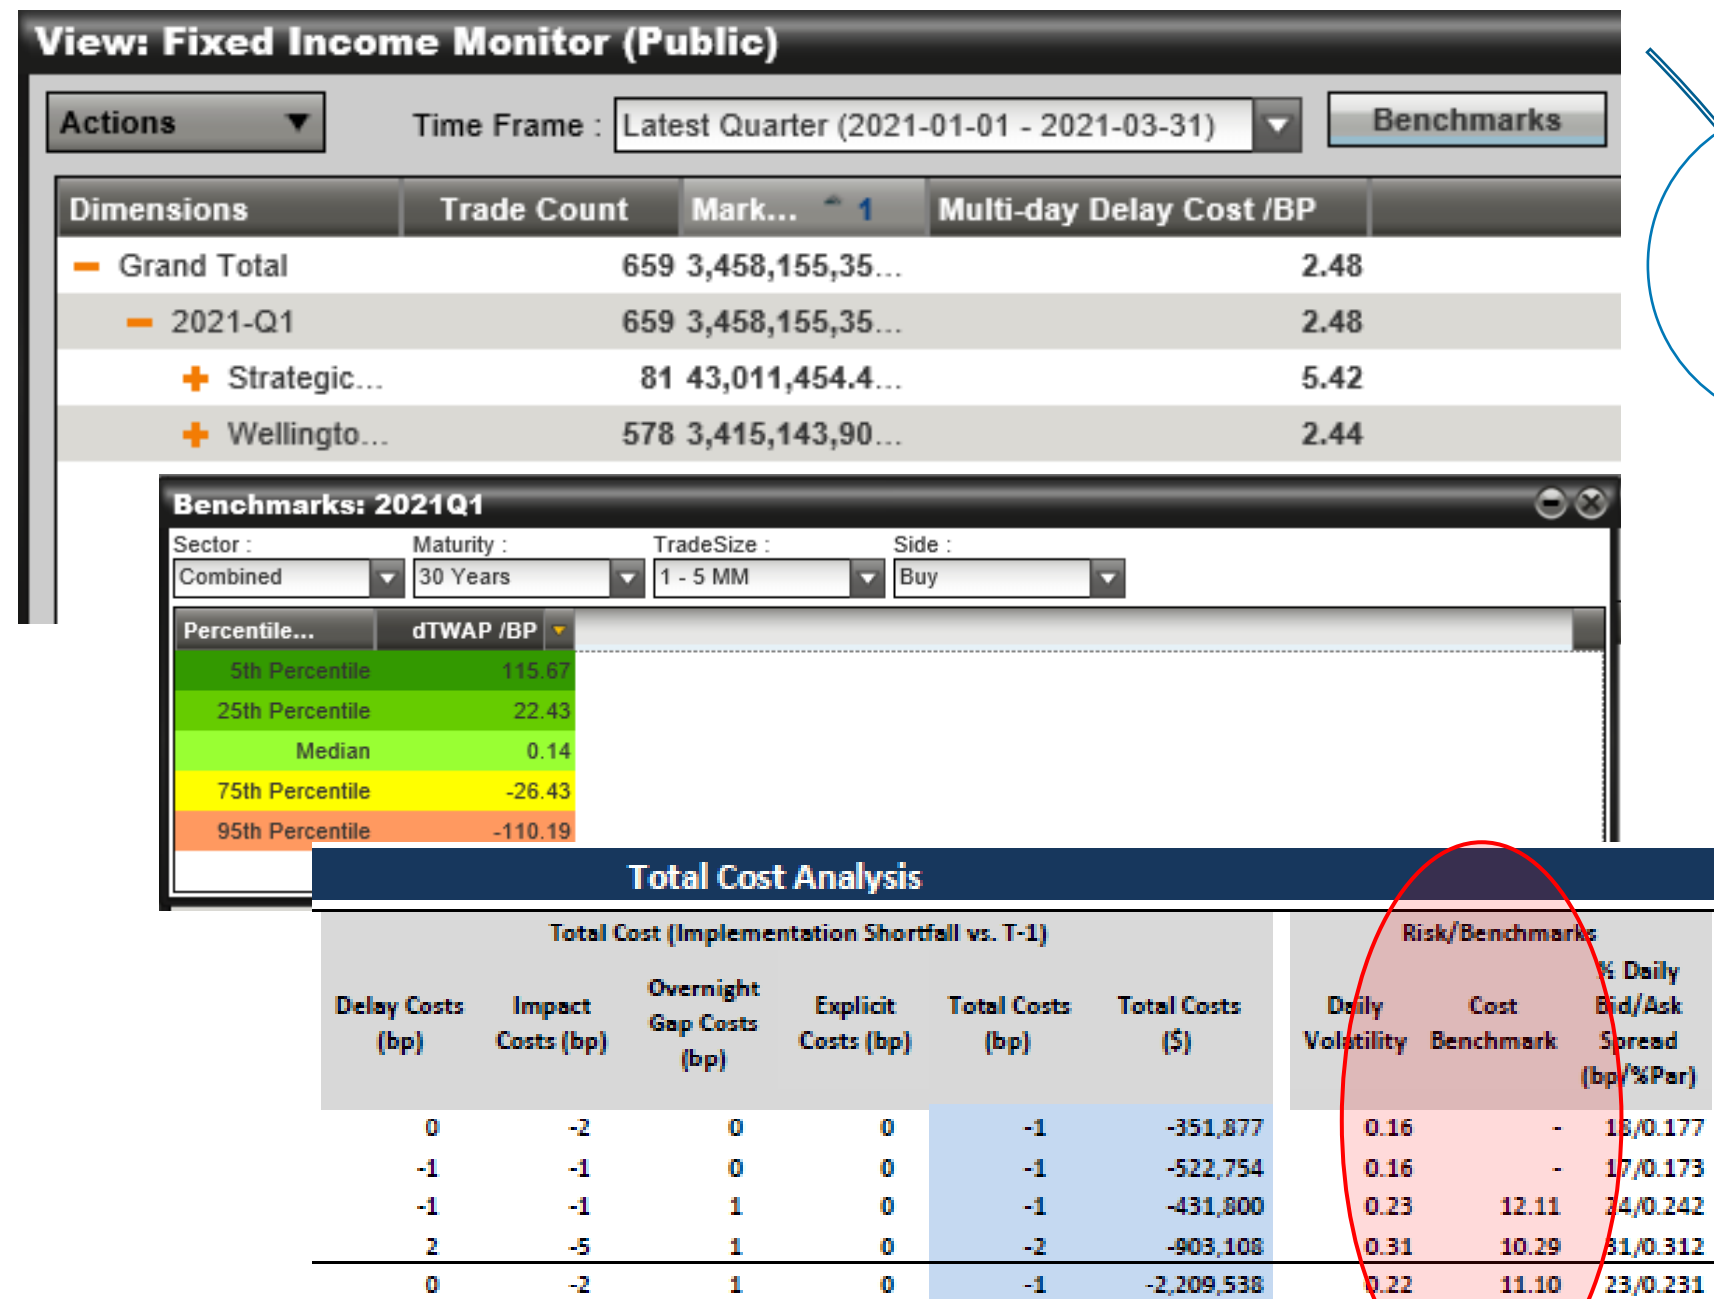 View: Fixed Income Monitor (Public)
Actions Time Frame : Latest Quarter (2021-01-01 - 2021-03-31) Benchmarks
Dimensions Trade Count Mark... 1 Multi-day Delay Cost /BP
Grand Total 659 3,458,155,35... 2.48
2021-Q1 659 3,458,155,35... 2.48
Strategic... 81 43,011,454.4... 5.42
Wellingto... 578 3,415,143,90... 2.44
Benchmarks: 2021Q1
Sector : Maturity : TradeSize : Side :
Combined 30 Years 1 - 5 MM Buy
Percentile... dTWAP /BP
5th Percentile 115.67
25th Percentile 22.43
Median 0.14
75th Percentile -26.43
95th Percentile -110.19
Total Cost Analysis
Total Cost (Implementation Shortfall vs. T-1) Risk/Benchmarks
Delay Costs (bp) Impact Costs (bp) Overnight Gap Costs (bp) Explicit Costs (bp) Total Costs (bp) Total Costs ($) Daily Volatility Cost Benchmark % Daily Bid/Ask Spread (bp/%Par)
0 -2 0 0 -1 -351,877 0.16 - 18/0.177
-1 -1 0 0 -1 -522,754 0.16 - 17/0.173
-1 -1 1 0 -1 -431,800 0.23 12.11 24/0.242
2 -5 1 0 -2 -903,108 0.31 10.29 31/0.312
0 -2 1 0 -1 -2,209,538 0.22 11.10 23/0.231